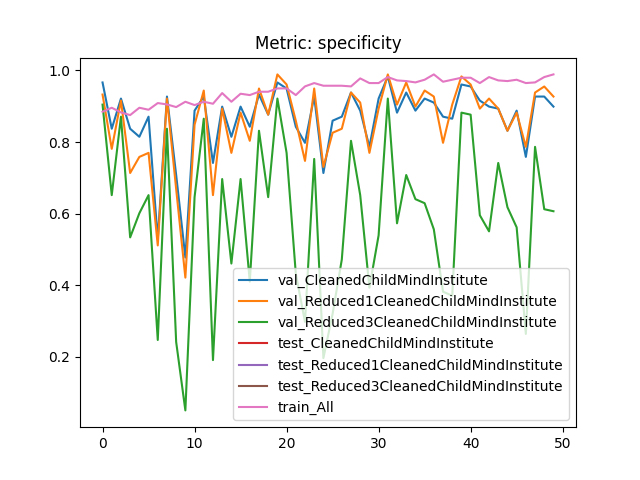 Metric: specificity
1.0
0.8
0.6
0.4
0.2
0
10
20
30
40
50
val_CleanedChildMindInstitute
val_Reduced1CleanedChildMindInstitute
val_Reduced3CleanedChildMindInstitute
test_CleanedChildMindInstitute
test_Reduced1CleanedChildMindInstitute
test_Reduced3CleanedChildMindInstitute
train_All